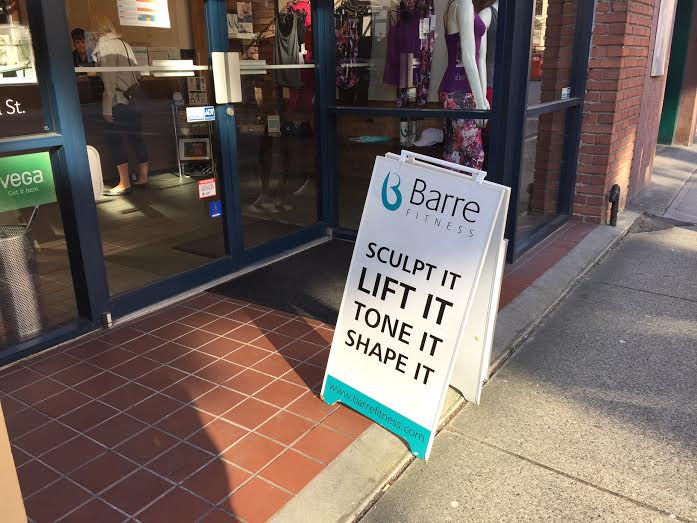 St.
vega
Get it here.
Barre
FITNESS
SCULPT IT
LIFT IT
TONE IT
SHAPE IT
www.barrefitness.com